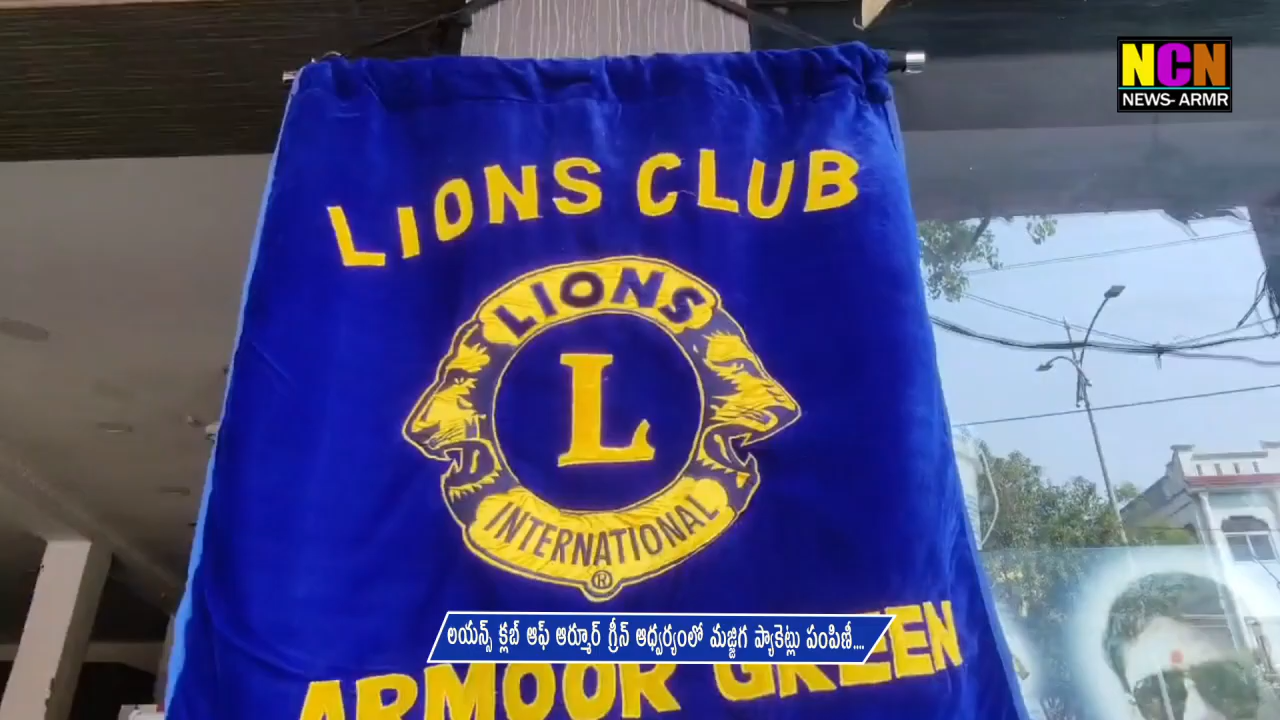 NCN
NEWS- ARMR
LIONS CLUB
LIONS
L
INTERNATIONAL
®
లయన్స్ క్లబ్ ఆఫ్ ఆర్మూర్ గ్రీన్ ఆధ్వర్యంలో మజ్జిగ ప్యాకెట్లు పంపిణీ....
ARMOOR GREEN